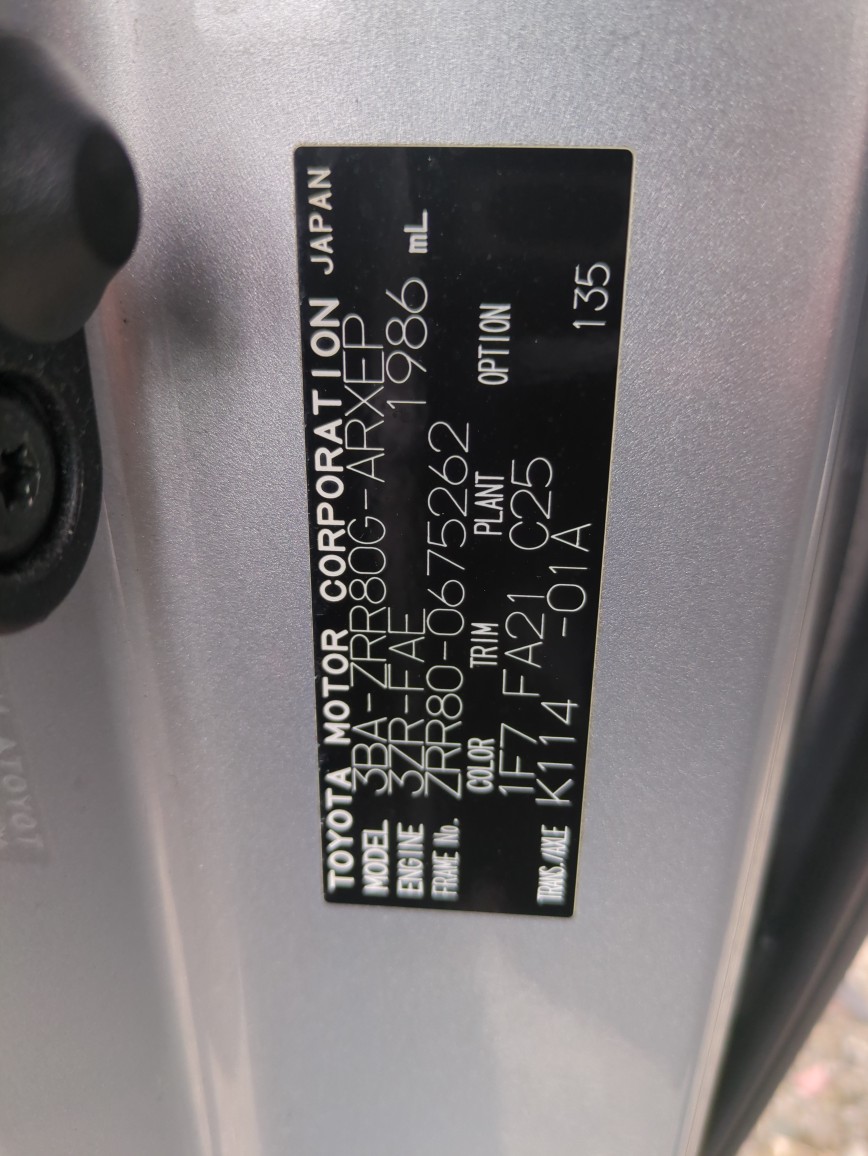 TOYOTA MOTOR CORPORATION JAPAN
MODEL 3BA-ZRR80G-ARXEP
ENGINE 3ZR-FAE 1986 mL
FRAME No. ZRR80-0675262
COLOR TRIM PLANT OPTION
1F7 FA21 C25
TRANS./AXLE K114 -01A 135